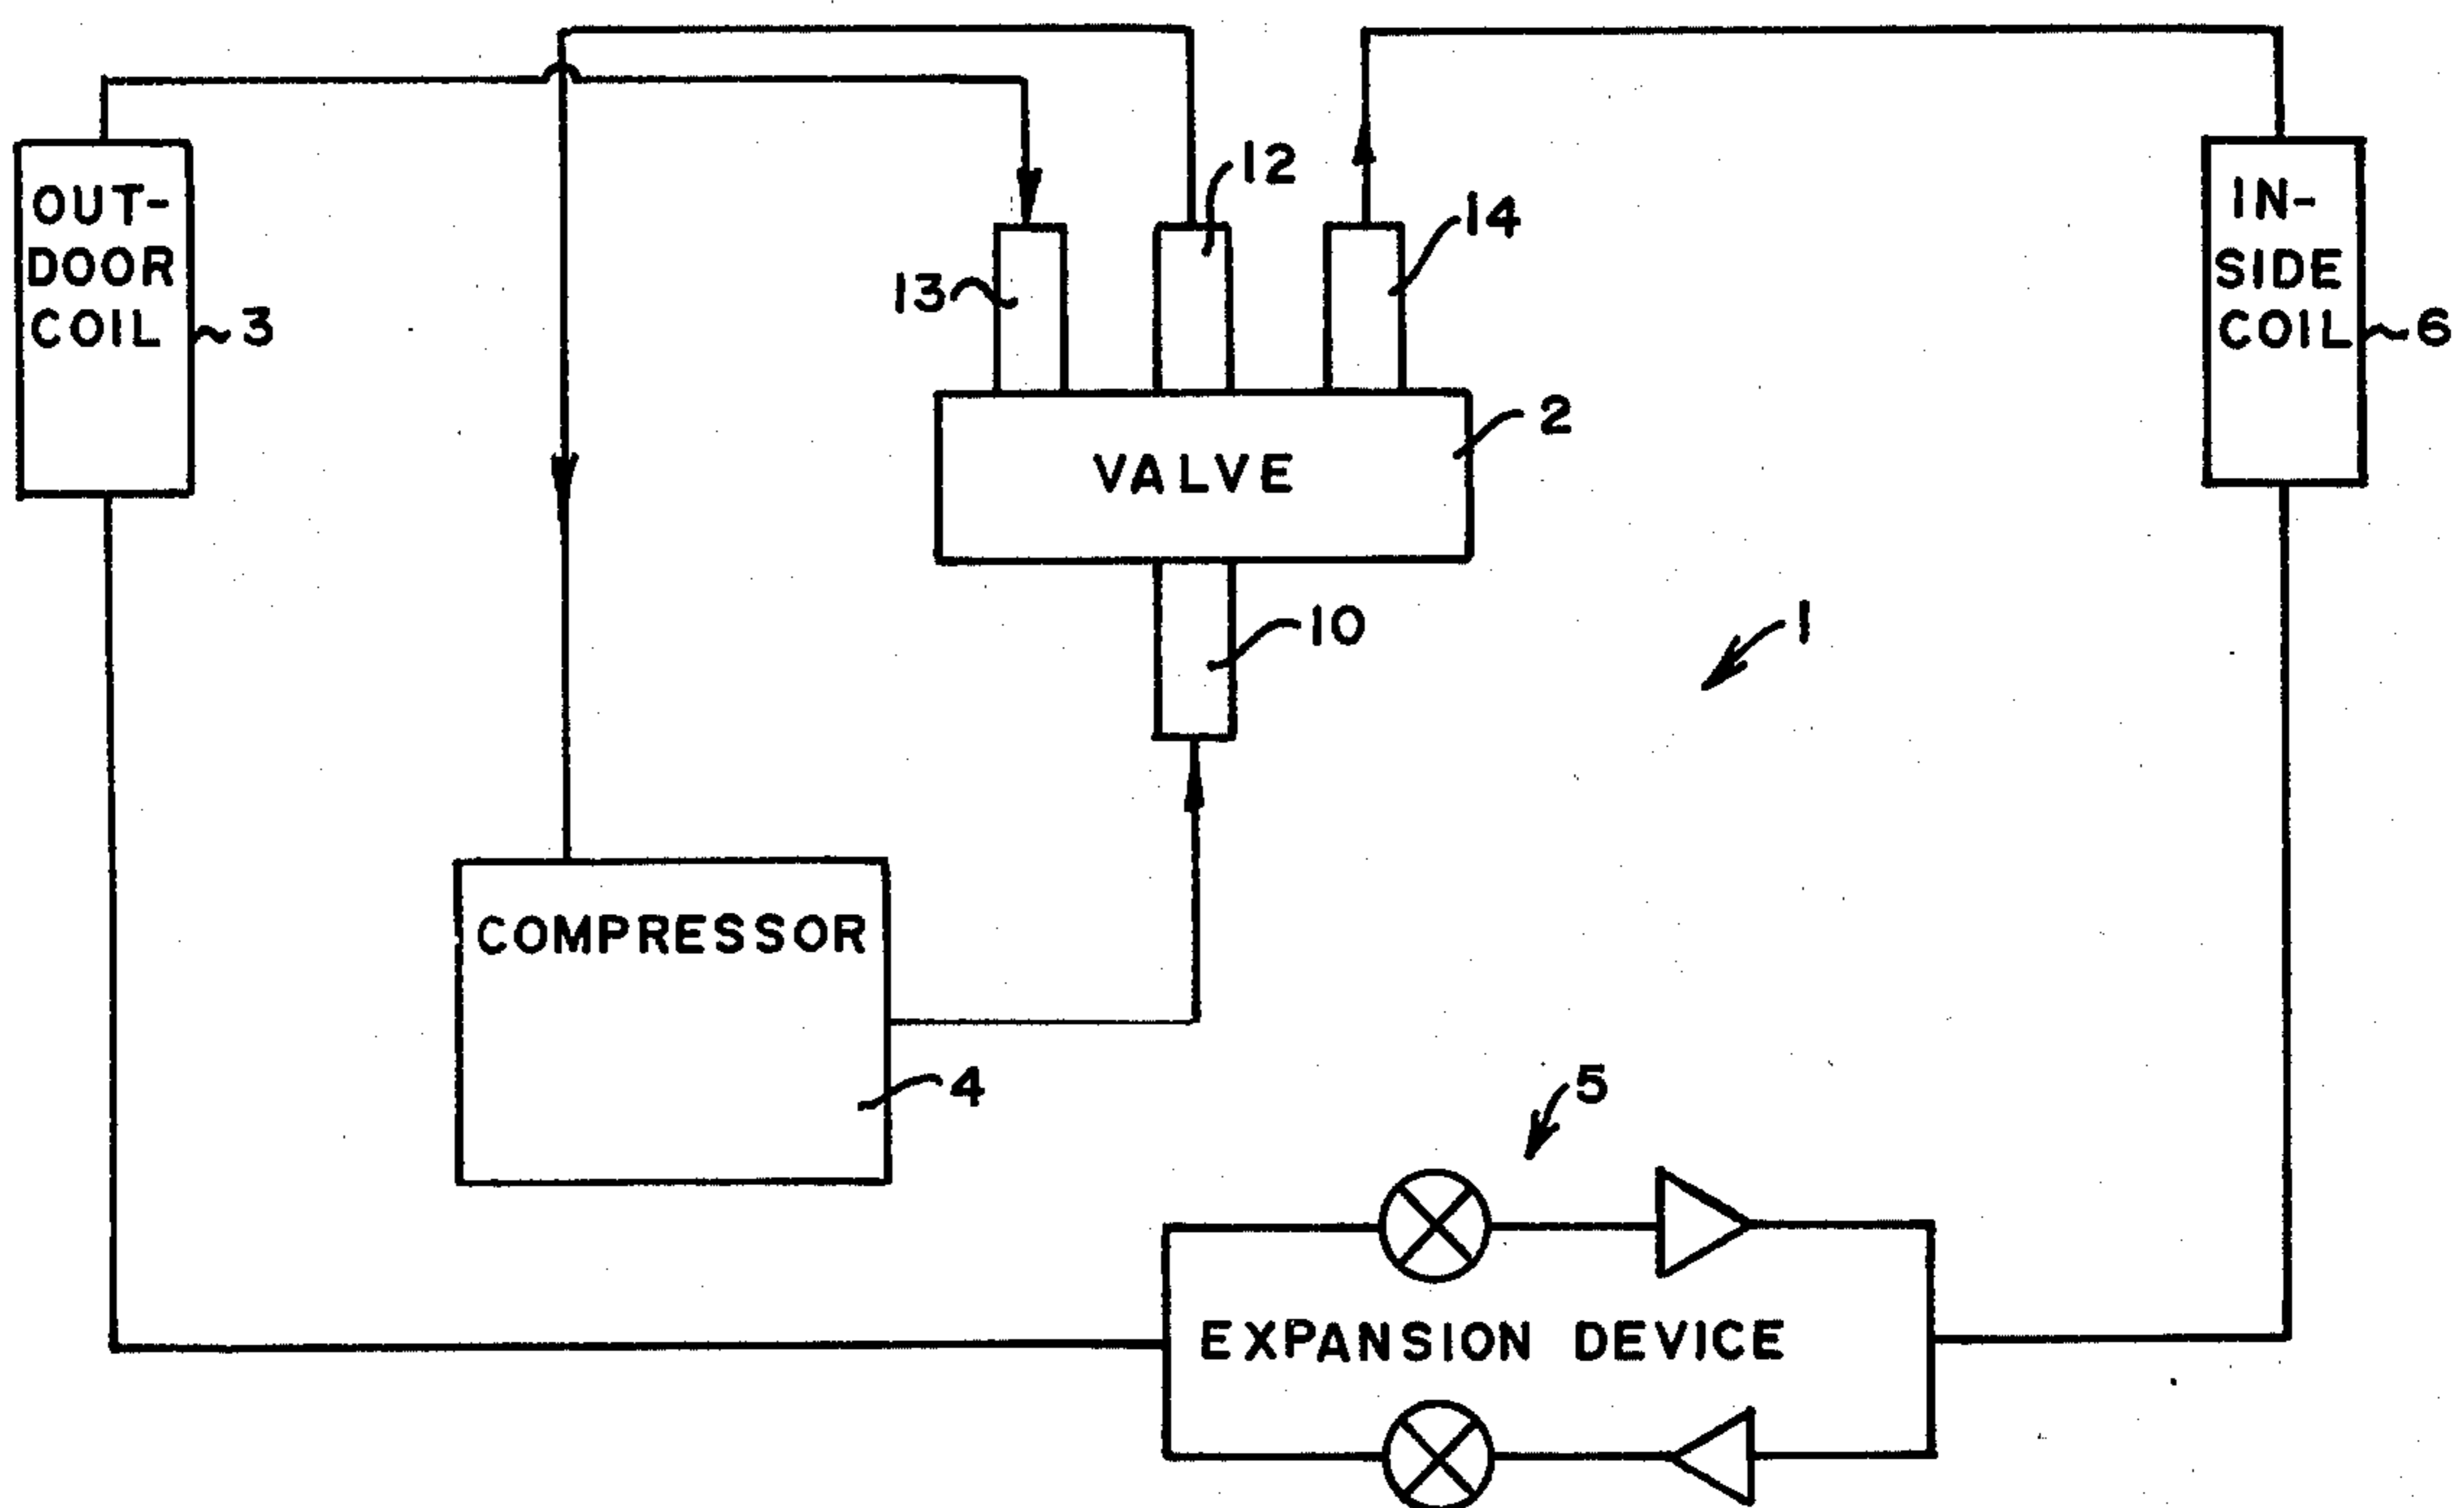 OUT-
DOOR
COIL
3
13
12
14
IN-
SIDE
COIL
6
VALVE
2
10
1
COMPRESSOR
4
5
EXPANSION DEVICE